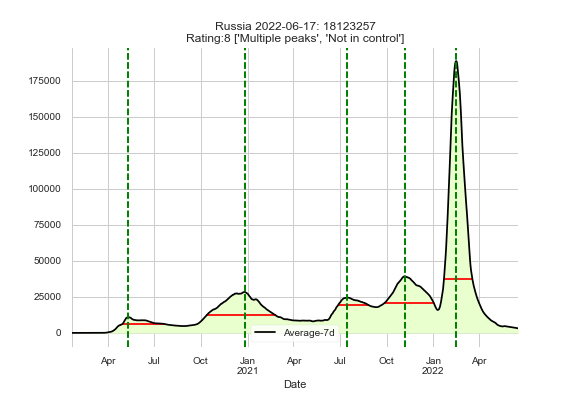 Russia 2022-06-17: 18123257
Rating:8 ['Multiple peaks', 'Not in control']
175000
150000
125000
100000
75000
50000
25000
0
Average-7d
Apr Jul Oct Jan Apr Jul Oct Jan Apr
2021 2022
Date